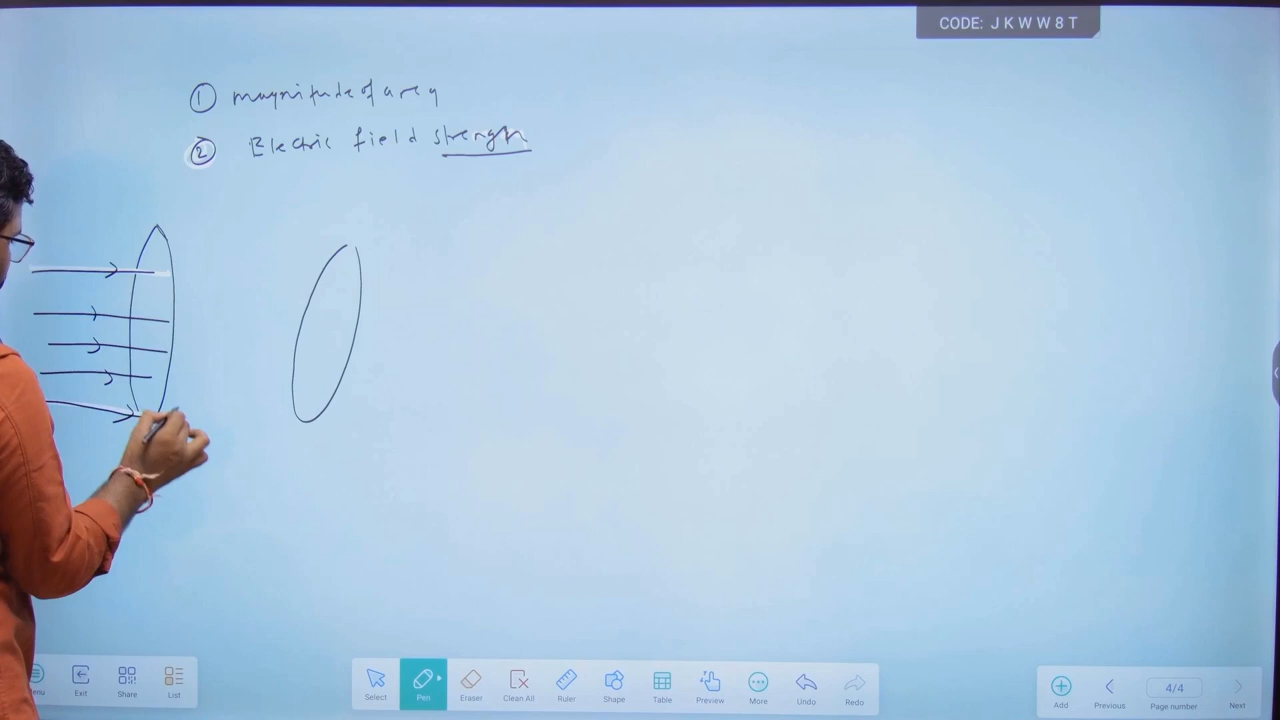 CODE: J K W W 8 T
① magnitude of area
② Electric field strength
enu
Exit
Share
List
Select
Pen
Eraser
Clean All
Ruler
Shape
Table
Preview
More
Undo
Redo
Add
Previous
4/4
Page number
Next